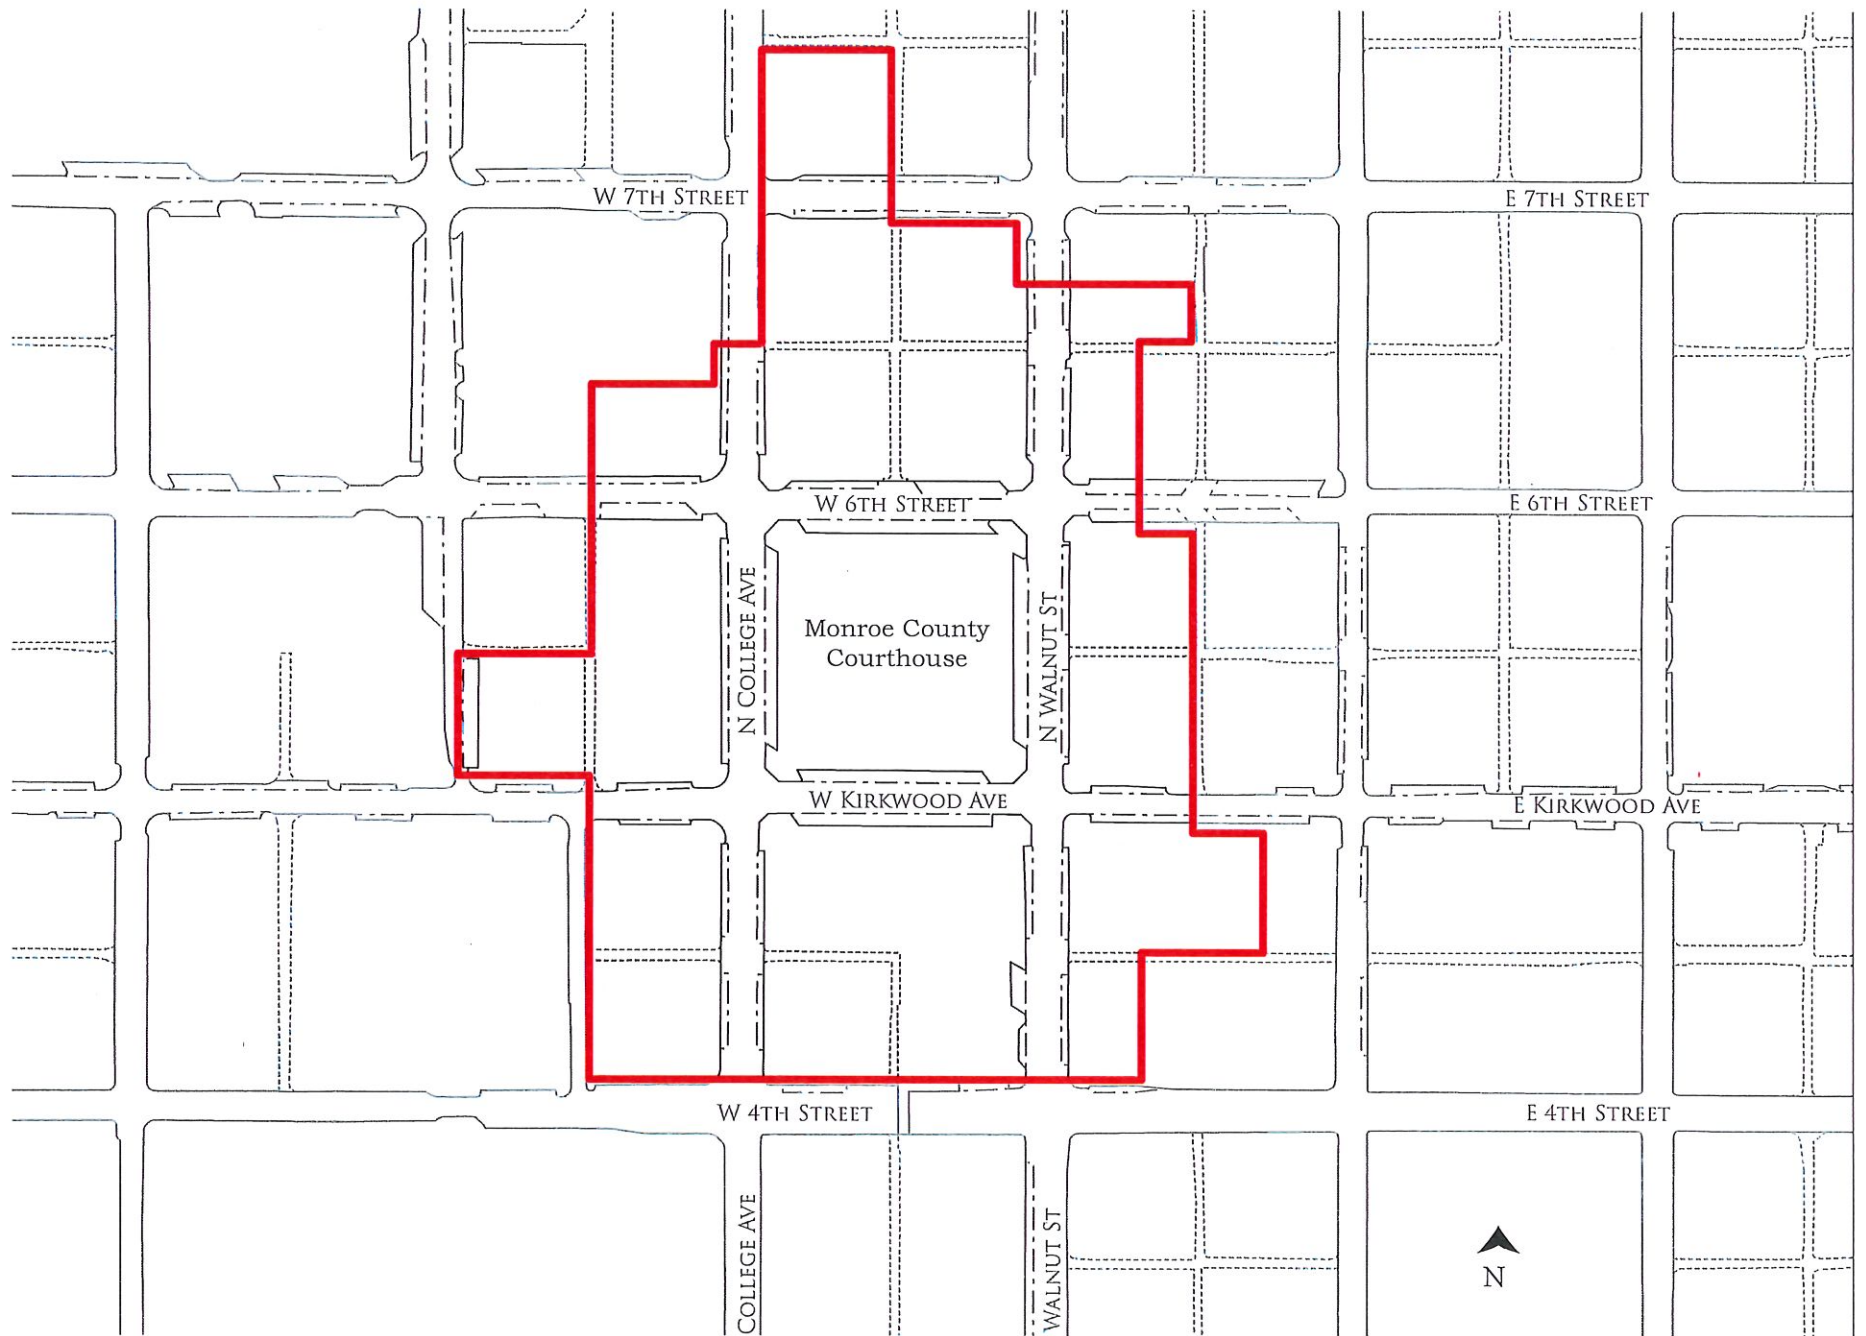 W 7TH STREET
E 7TH STREET
W 6TH STREET
E 6TH STREET
N COLLEGE AVE
Monroe County
Courthouse
N WALNUT ST
W KIRKWOOD AVE
E KIRKWOOD AVE
W 4TH STREET
E 4TH STREET
COLLEGE AVE
WALNUT ST
N